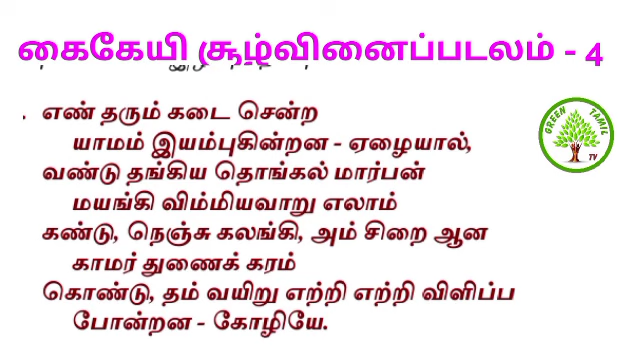 கைகேயி சூழ்வினைப்படலம் - 4
. எண் தரும் கடை சென்ற
யாமம் இயம்புகின்றன - ஏழையால்,
வண்டு தங்கிய தொங்கல் மார்பன்
மயங்கி விம்மியவாறு எலாம்
கண்டு, நெஞ்சு கலங்கி, அம் சிறை ஆன
காமர் துணைக் கரம்
கொண்டு, தம் வயிறு எற்றி எற்றி விளிப்ப
போன்றன - கோழியே.
GREEN TAMIL TV